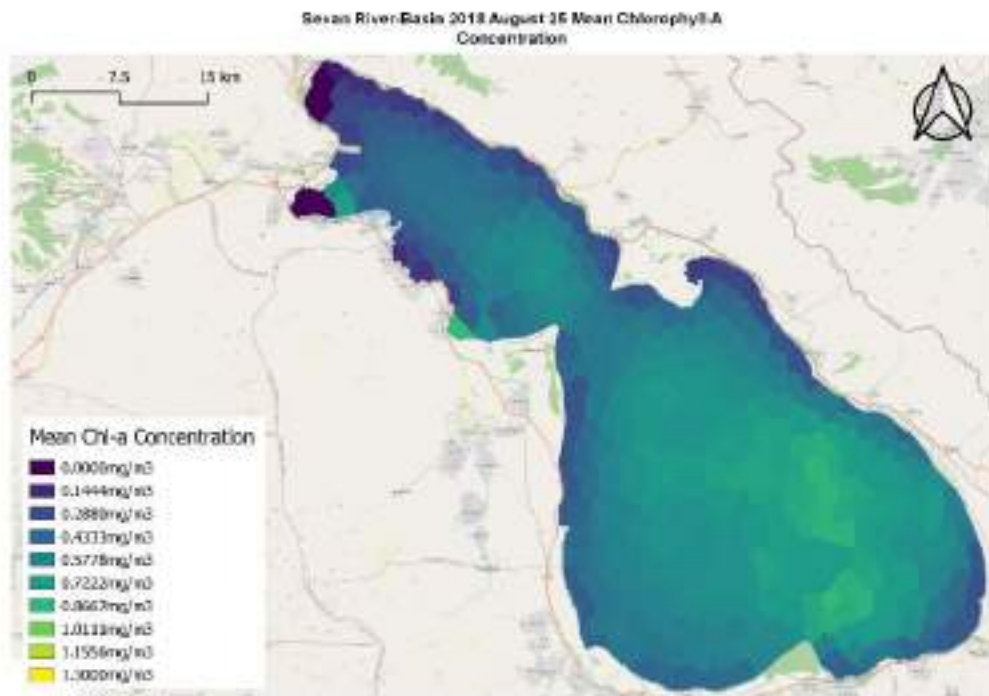 Sevan River-Basin 2018 August 25 Mean Chlorophyll-A
Concentration
0 7.5 15 km
Mean Chl-a Concentration
0.0000mg/m3
0.1444mg/m3
0.2889mg/m3
0.4333mg/m3
0.5778mg/m3
0.7222mg/m3
0.8667mg/m3
1.0111mg/m3
1.1556mg/m3
1.3000mg/m3